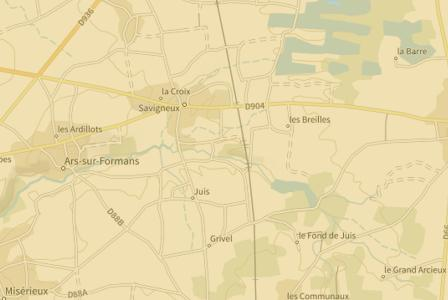 D936
la Barre
la Croix
Savigneux
D904
les Breilles
les Ardillots
Ars-sur-Formans
Juis
D88B
Grivel
le Fond de Juis
le Grand Arcieux
Misérieux
D88A
les Communaux